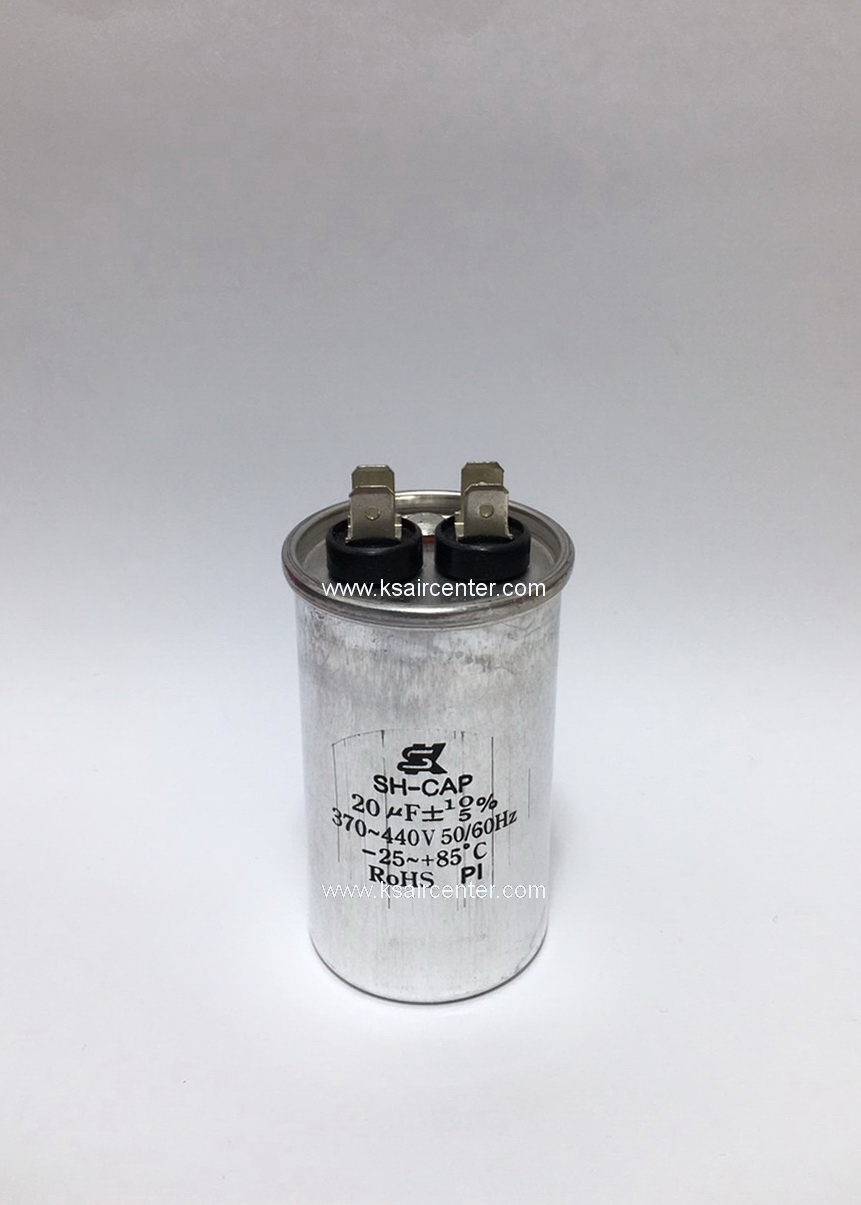 www.ksaircenter.com
SK
SH-CAP
20 μF±10/5%
370~440V 50/60Hz
-25~+85°C
RoHS PI
www.ksaircenter.com